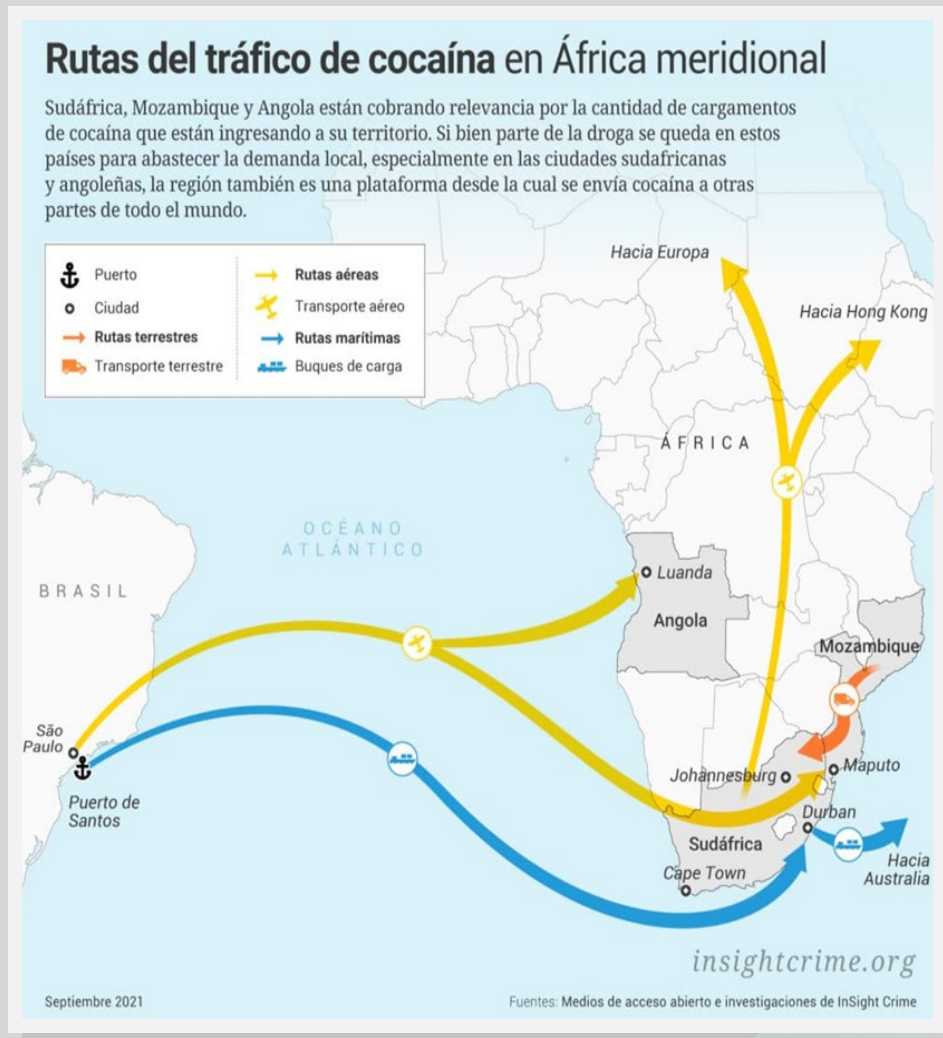 Rutas del tráfico de cocaína en África meridional
Sudáfrica, Mozambique y Angola están cobrando relevancia por la cantidad de cargamentos
de cocaína que están ingresando a su territorio. Si bien parte de la droga se queda en estos
países para abastecer la demanda local, especialmente en las ciudades sudafricanas
y angoleñas, la región también es una plataforma desde la cual se envía cocaína a otras
partes de todo el mundo.
Puerto
Ciudad
Rutas terrestres
Transporte terrestre
Rutas aéreas
Transporte aéreo
Rutas marítimas
Buques de carga
Hacia Europa
Hacia Hong Kong
ÁFRICA
OCÉANO
ATLÁNTICO
BRASIL
Luanda
Angola
Mozambique
São
Paulo
Puerto de
Santos
Johannesburg
Maputo
Durban
Sudáfrica
Cape Town
Hacia
Australia
insightcrime.org
Septiembre 2021
Fuentes: Medios de acceso abierto e investigaciones de InSight Crime